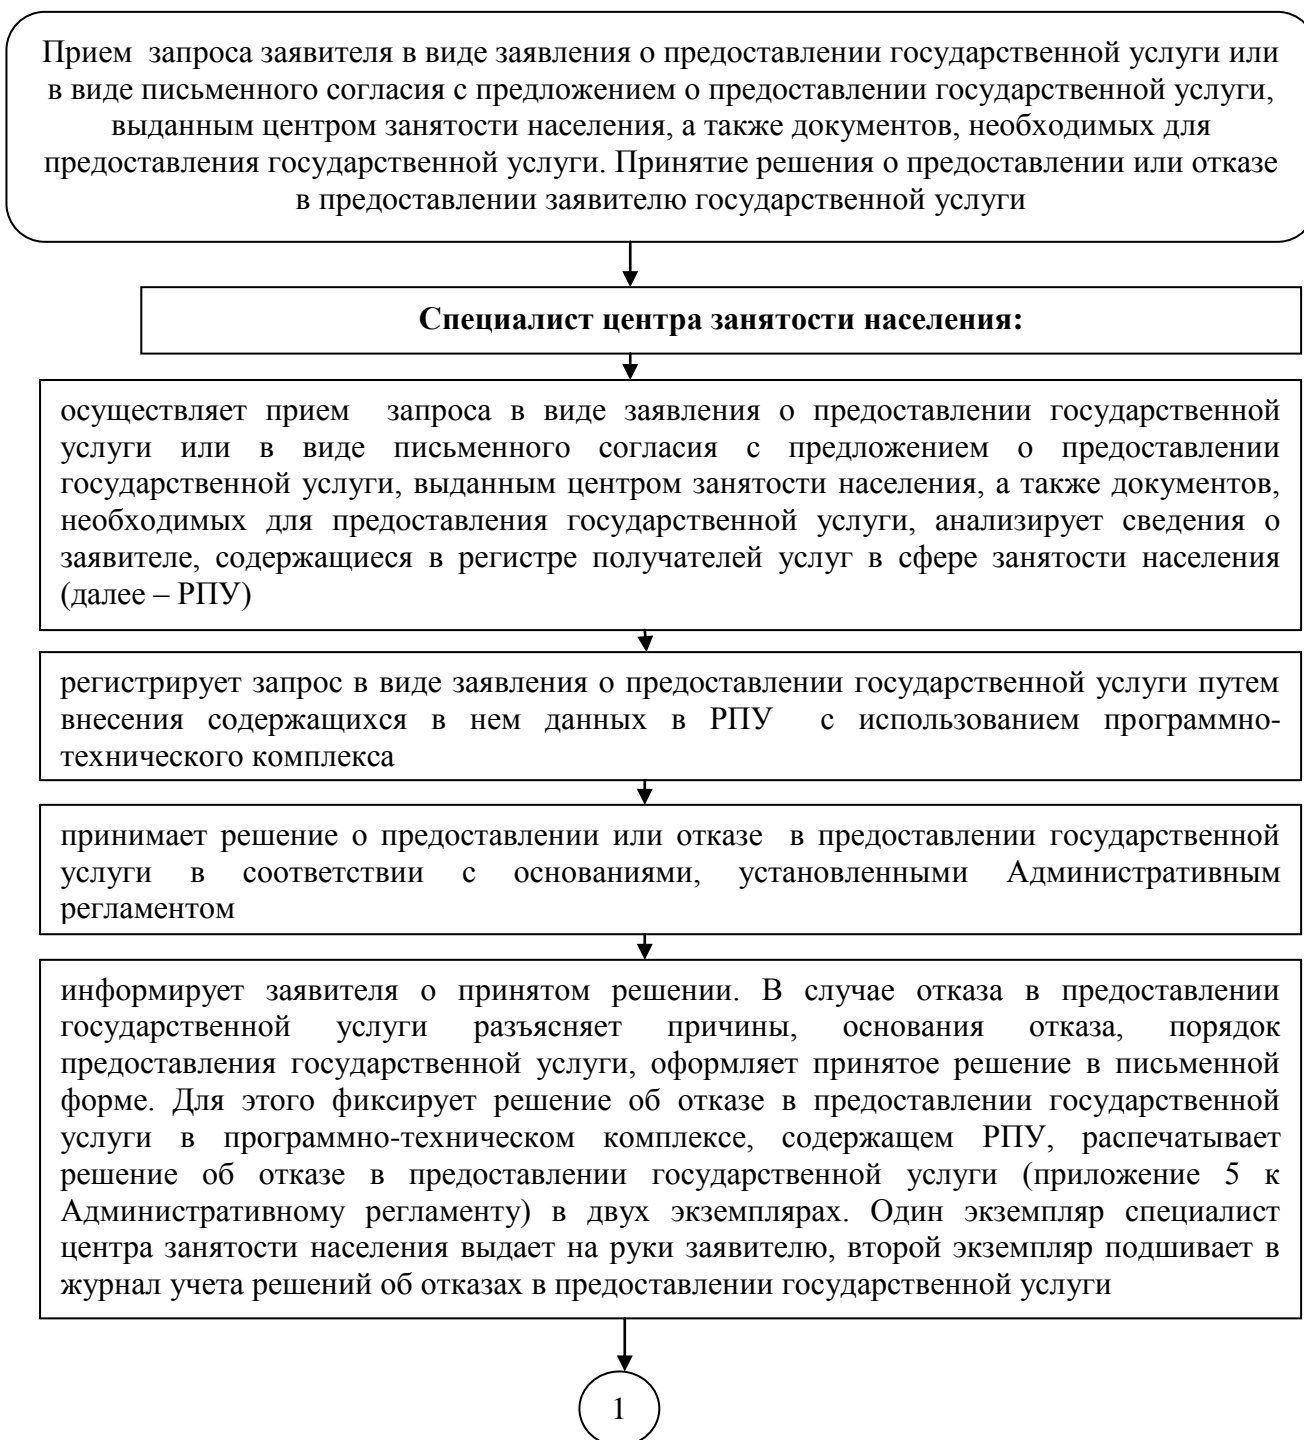 Прием запроса заявителя в виде заявления о предоставлении государственной услуги или
в виде письменного согласия с предложением о предоставлении государственной услуги,
выданным центром занятости населения, а также документов, необходимых для
предоставления государственной услуги. Принятие решения о предоставлении или отказе
в предоставлении заявителю государственной услуги
Специалист центра занятости населения:
осуществляет прием запроса в виде заявления о предоставлении государственной
услуги или в виде письменного согласия с предложением о предоставлении
государственной услуги, выданным центром занятости населения, а также документов,
необходимых для предоставления государственной услуги, анализирует сведения о
заявителе, содержащиеся в регистре получателей услуг в сфере занятости населения
(далее – РПУ)
регистрирует запрос в виде заявления о предоставлении государственной услуги путем
внесения содержащихся в нем данных в РПУ с использованием программно-
технического комплекса
принимает решение о предоставлении или отказе в предоставлении государственной
услуги в соответствии с основаниями, установленными Административным
регламентом
информирует заявителя о принятом решении. В случае отказа в предоставлении
государственной услуги разъясняет причины, основания отказа, порядок
предоставления государственной услуги, оформляет принятое решение в письменной
форме. Для этого фиксирует решение об отказе в предоставлении государственной
услуги в программно-техническом комплексе, содержащем РПУ, распечатывает
решение об отказе в предоставлении государственной услуги (приложение 5 к
Административному регламенту) в двух экземплярах. Один экземпляр специалист
центра занятости населения выдает на руки заявителю, второй экземпляр подшивает в
журнал учета решений об отказах в предоставлении государственной услуги
1